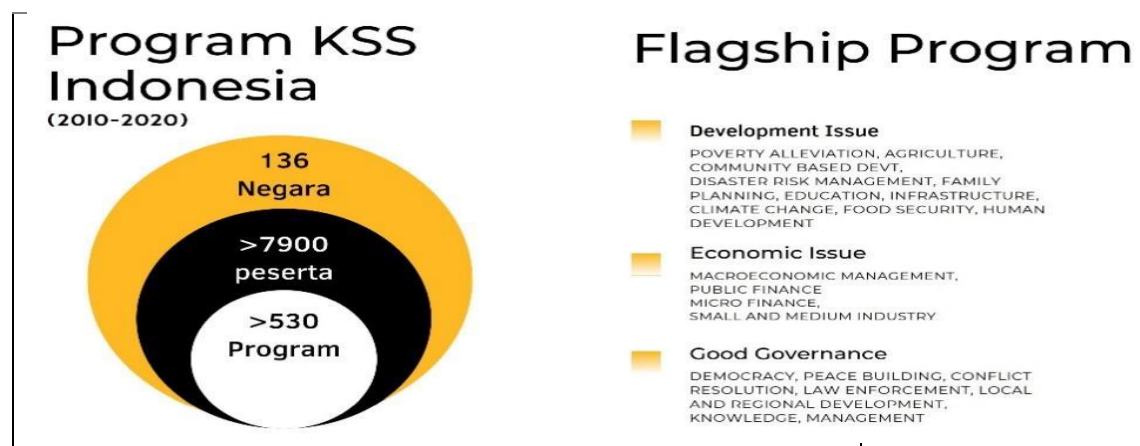 Program KSS
Indonesia
(2010-2020)
136
Negara
>7900
peserta
>530
Program
Flagship Program
Development Issue
POVERTY ALLEVIATION, AGRICULTURE,
COMMUNITY BASED DEVT,
DISASTER RISK MANAGEMENT, FAMILY
PLANNING, EDUCATION, INFRASTRUCTURE,
CLIMATE CHANGE, FOOD SECURITY, HUMAN
DEVELOPMENT
Economic Issue
MACROECONOMIC MANAGEMENT,
PUBLIC FINANCE
MICRO FINANCE,
SMALL AND MEDIUM INDUSTRY
Good Governance
DEMOCRACY, PEACE BUILDING, CONFLICT
RESOLUTION, LAW ENFORCEMENT, LOCAL
AND REGIONAL DEVELOPMENT,
KNOWLEDGE, MANAGEMENT